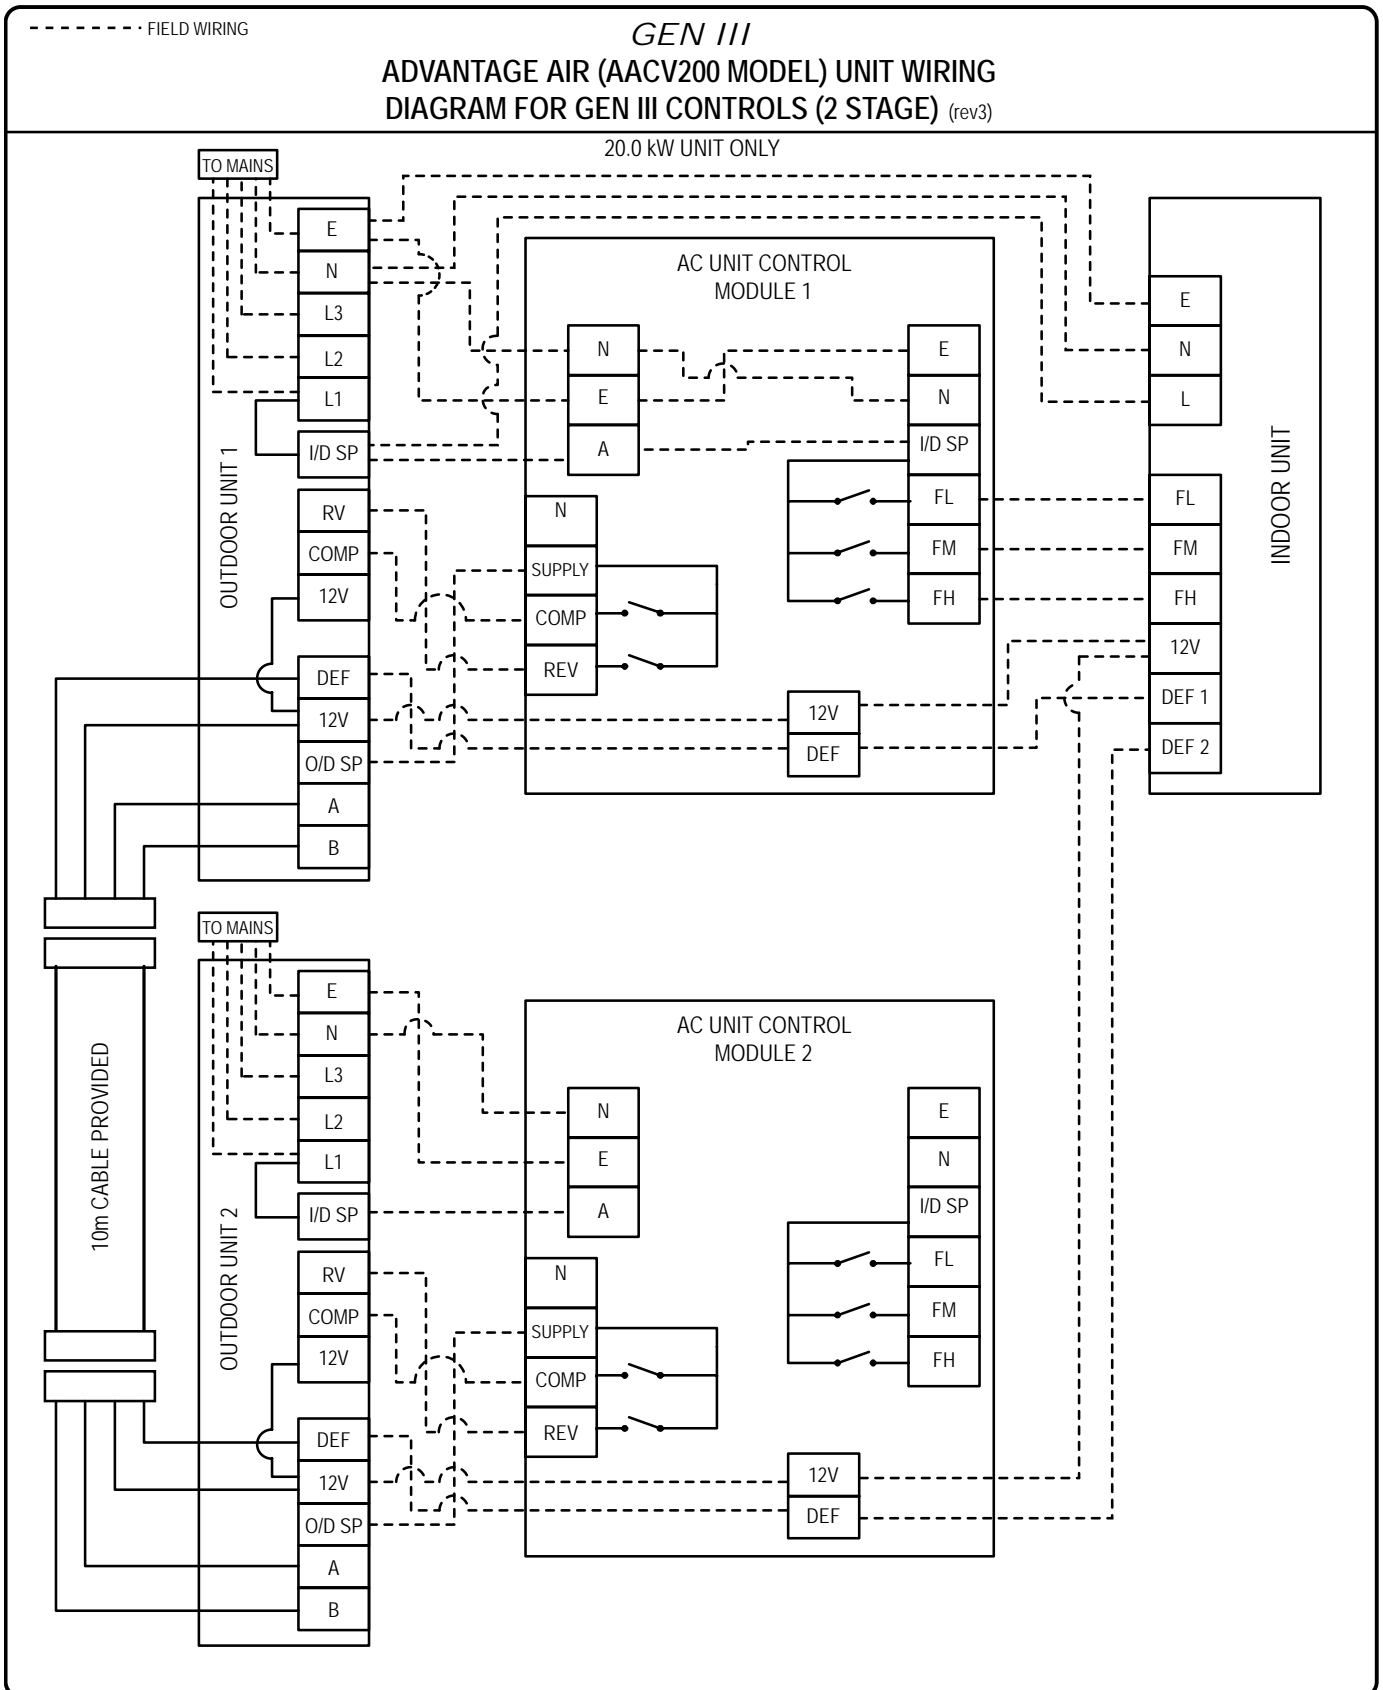 FIELD WIRING
GEN III
ADVANTAGE AIR (AACV200 MODEL) UNIT WIRING
DIAGRAM FOR GEN III CONTROLS (2 STAGE) (rev3)
20.0 kW UNIT ONLY
TO MAINS
E
N
L3
L2
L1
I/D SP
RV
COMP
12V
DEF
12V
O/D SP
A
B
OUTDOOR UNIT 1
AC UNIT CONTROL
MODULE 1
N
E
A
N
SUPPLY
COMP
REV
E
N
I/D SP
FL
FM
FH
12V
DEF
E
N
L
FL
FM
FH
12V
DEF 1
DEF 2
INDOOR UNIT
10m CABLE PROVIDED
TO MAINS
E
N
L3
L2
L1
I/D SP
RV
COMP
12V
DEF
12V
O/D SP
A
B
OUTDOOR UNIT 2
AC UNIT CONTROL
MODULE 2
N
E
A
N
SUPPLY
COMP
REV
E
N
I/D SP
FL
FM
FH
12V
DEF